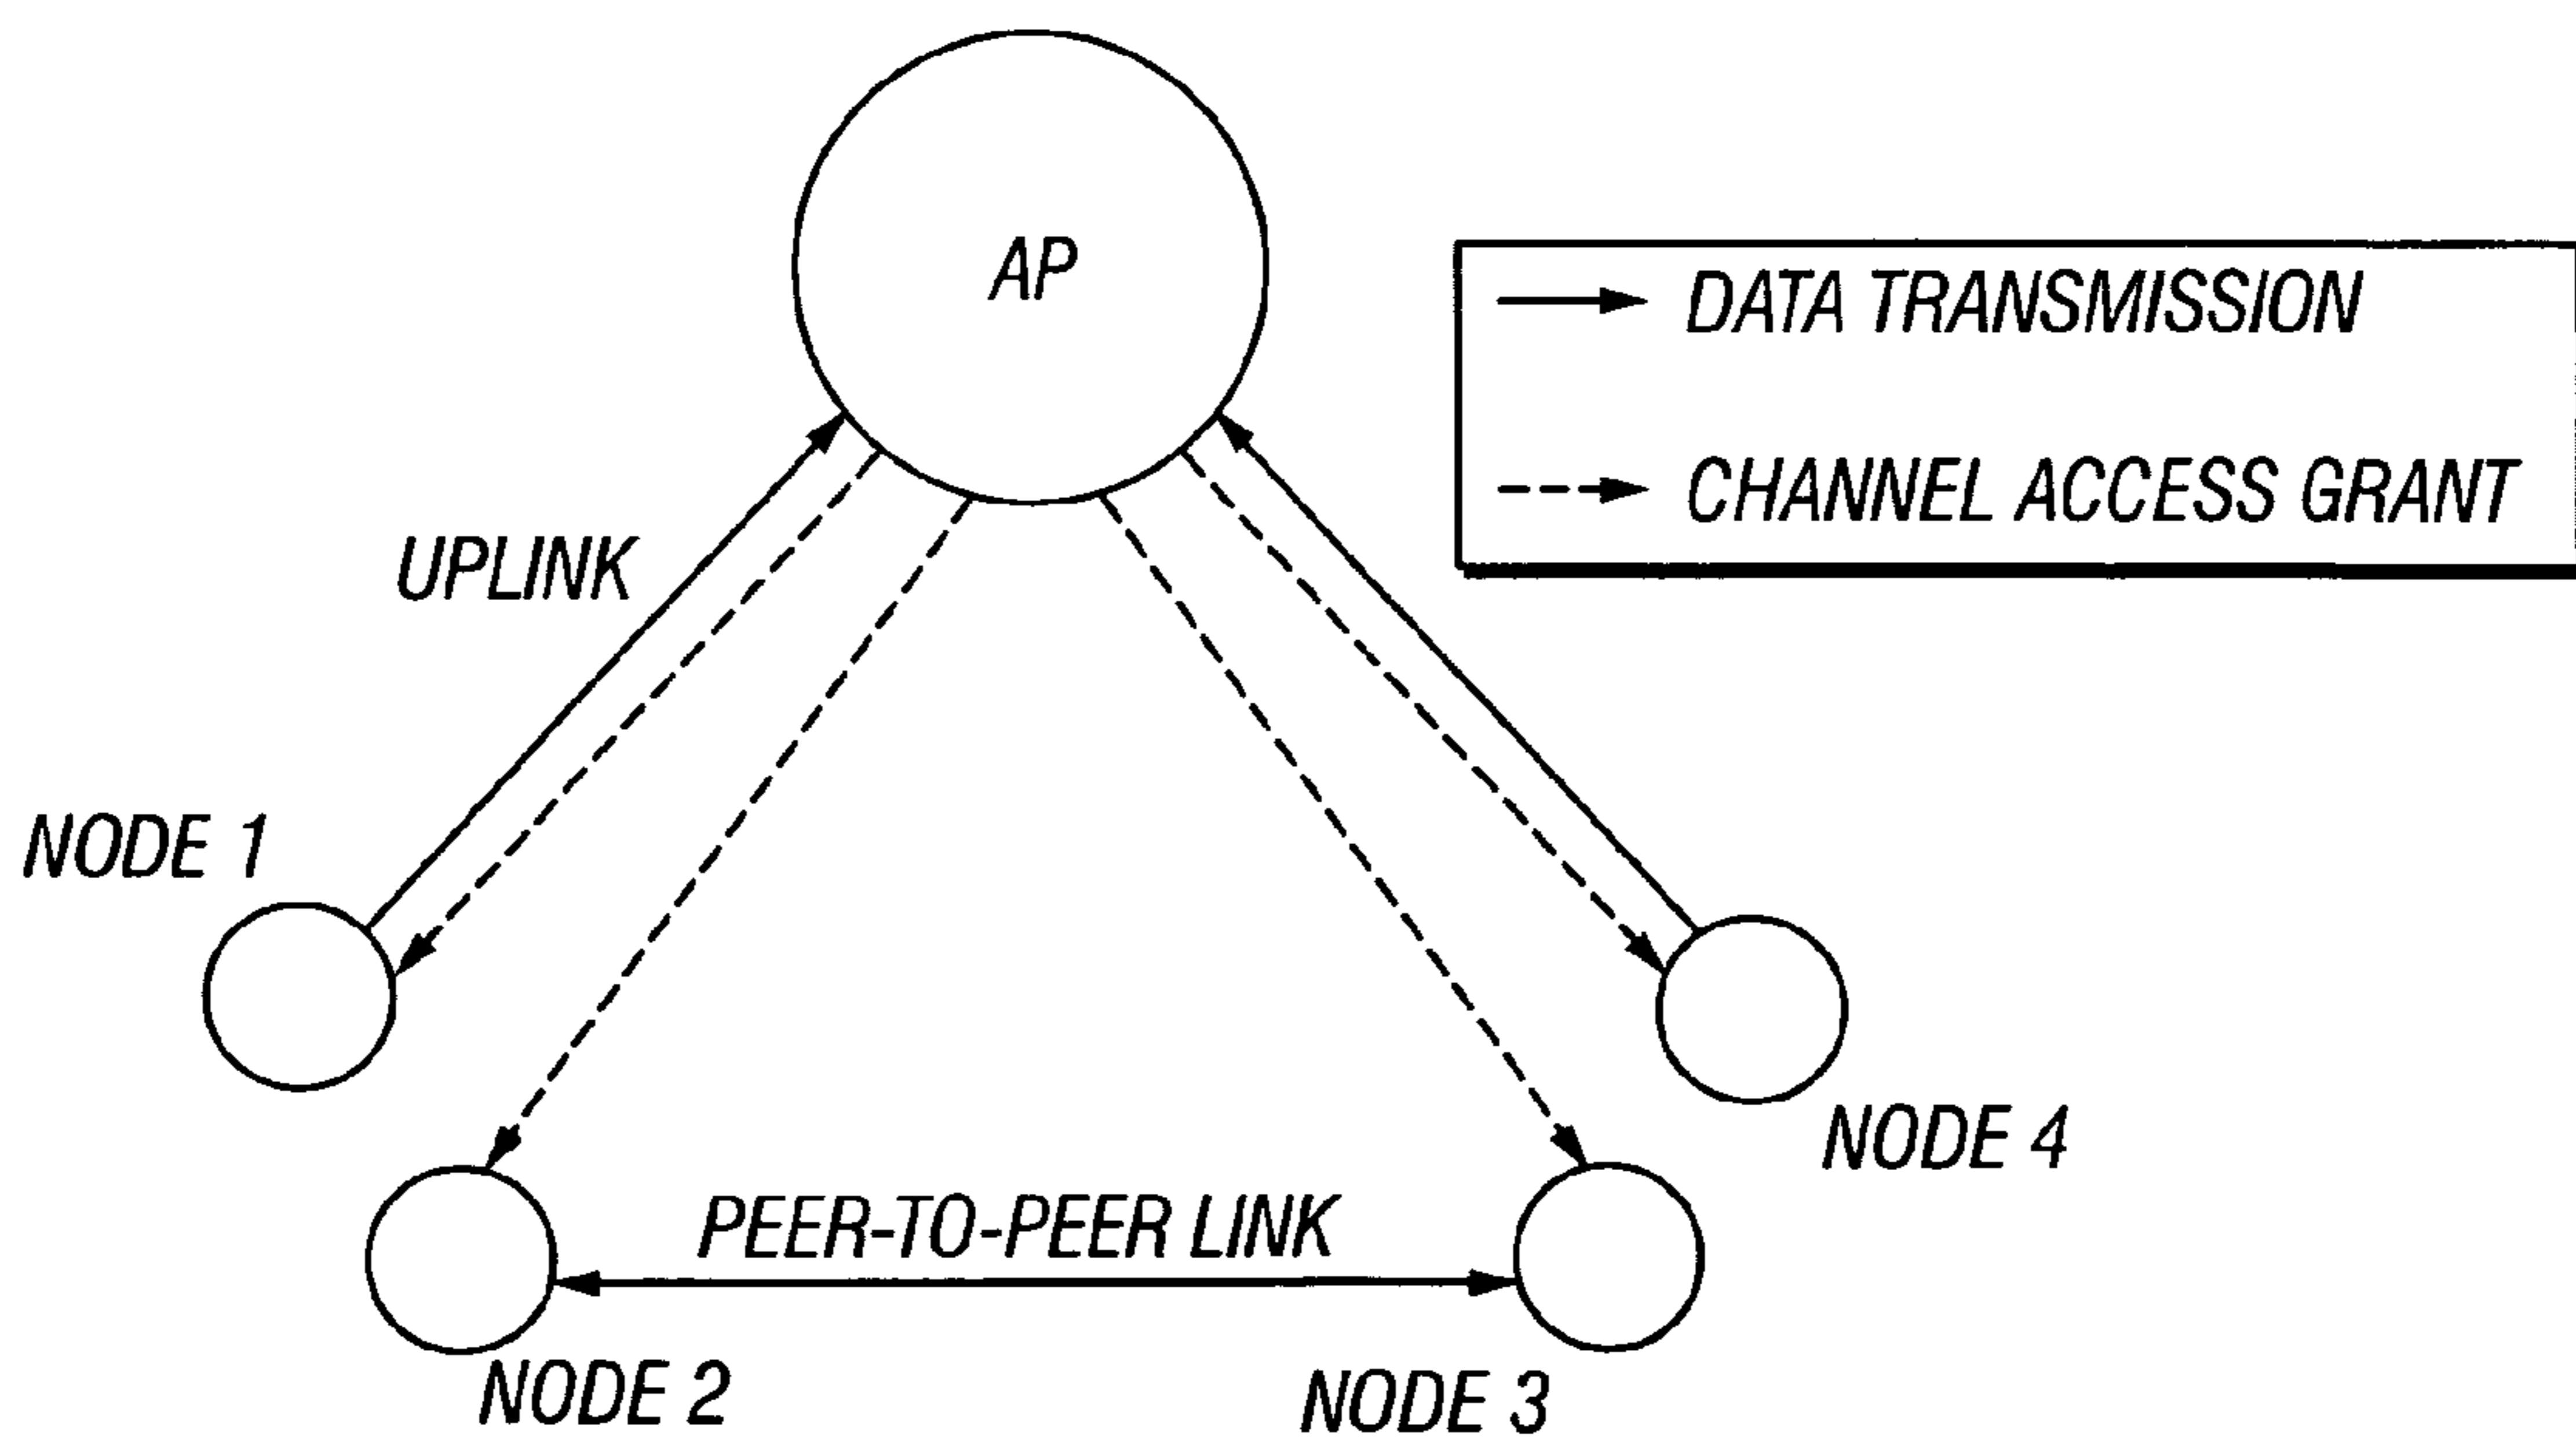 AP
DATA TRANSMISSION
CHANNEL ACCESS GRANT
UPLINK
NODE 1
NODE 4
PEER-TO-PEER LINK
NODE 2
NODE 3